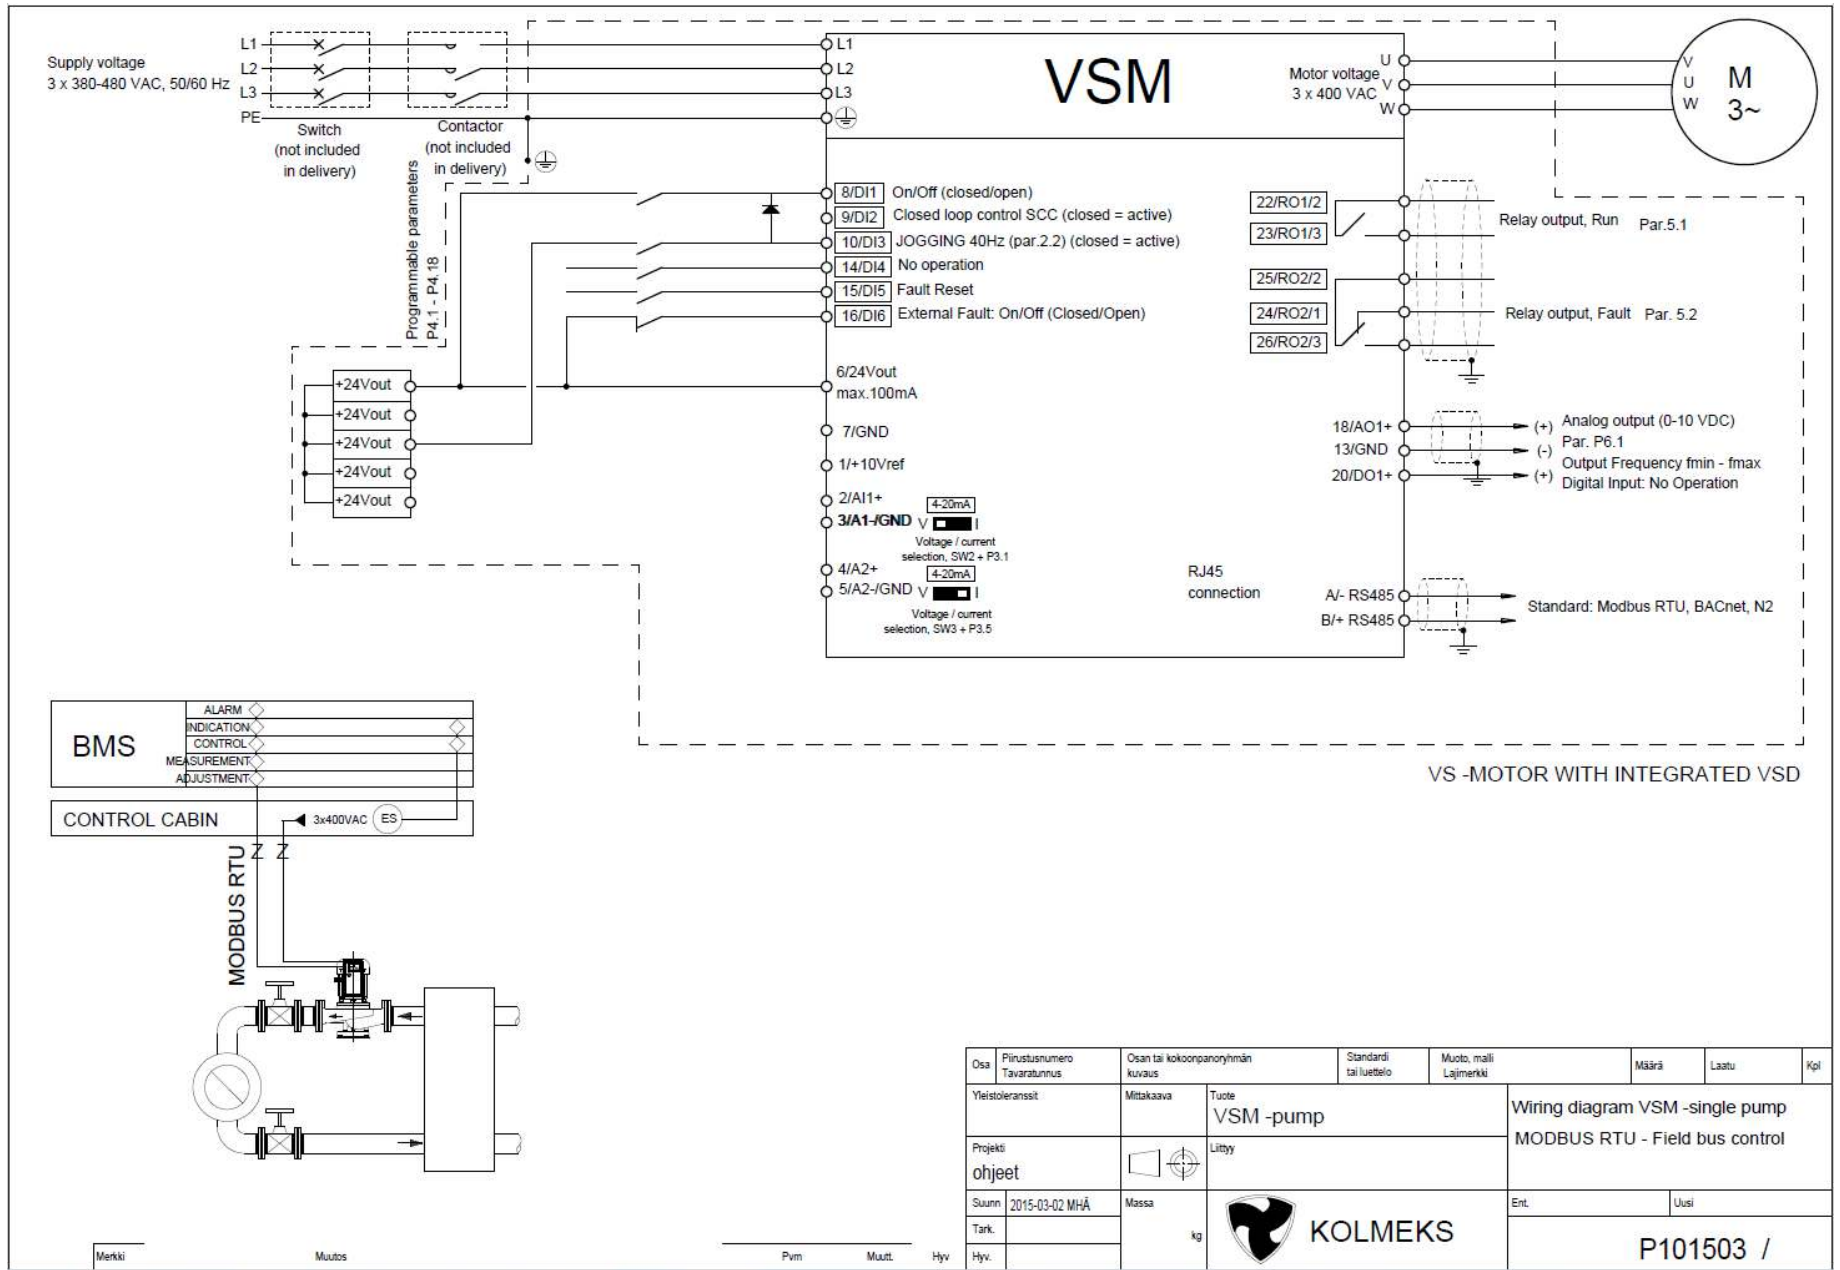 Supply voltage
3 x 380-480 VAC, 50/60 Hz
L1
L2
L3
PE
Switch
(not included
in delivery)
Contactor
(not included
in delivery)
Programmable parameters
P4.1 - P4.18
L1
L2
L3
VSM
Motor voltage
3 x 400 VAC
U
V
W
V
U
W
M
3~
8/DI1 On/Off (closed/open)
9/DI2 Closed loop control SCC (closed = active)
10/DI3 JOGGING 40Hz (par.2.2) (closed = active)
14/DI4 No operation
15/DI5 Fault Reset
16/DI6 External Fault: On/Off (Closed/Open)
22/RO1/2
23/RO1/3
Relay output, Run Par.5.1
25/RO2/2
24/RO2/1
26/RO2/3
Relay output, Fault Par. 5.2
+24Vout
+24Vout
+24Vout
+24Vout
+24Vout
6/24Vout
max.100mA
7/GND
1/+10Vref
2/AI1+
3/A1-/GND
4-20mA
V I
Voltage / current
selection, SW2 + P3.1
4/A2+
5/A2-/GND
4-20mA
V I
Voltage / current
selection, SW3 + P3.5
18/AO1+
13/GND
20/DO1+
(+)
(-)
(+)
Analog output (0-10 VDC)
Par. P6.1
Output Frequency fmin - fmax
Digital Input: No Operation
RJ45
connection
A/- RS485
B/+ RS485
Standard: Modbus RTU, BACnet, N2
VS -MOTOR WITH INTEGRATED VSD
BMS
ALARM
INDICATION
CONTROL
MEASUREMENT
ADJUSTMENT
CONTROL CABIN
3x400VAC
ES
Z Z
MODBUS RTU
Osa
Piirustusnumero
Tavaratunnus
Osan tai kokoonpanoryhmän
kuvaus
Standardi
tai luettelo
Muoto, malli
Lajimerkki
Määrä
Laatu
Kpl
Yleistoleranssit
Mittakaava
Tuote
VSM -pump
Wiring diagram VSM -single pump
MODBUS RTU - Field bus control
Projekti
ohjeet
Liittyy
Suunn 2015-03-02 MHÄ
Tark.
Hyv.
Massa
kg
KOLMEKS
Ent.
Uusi
P101503 /
Merkki
Muutos
Pvm
Muutt.
Hyv